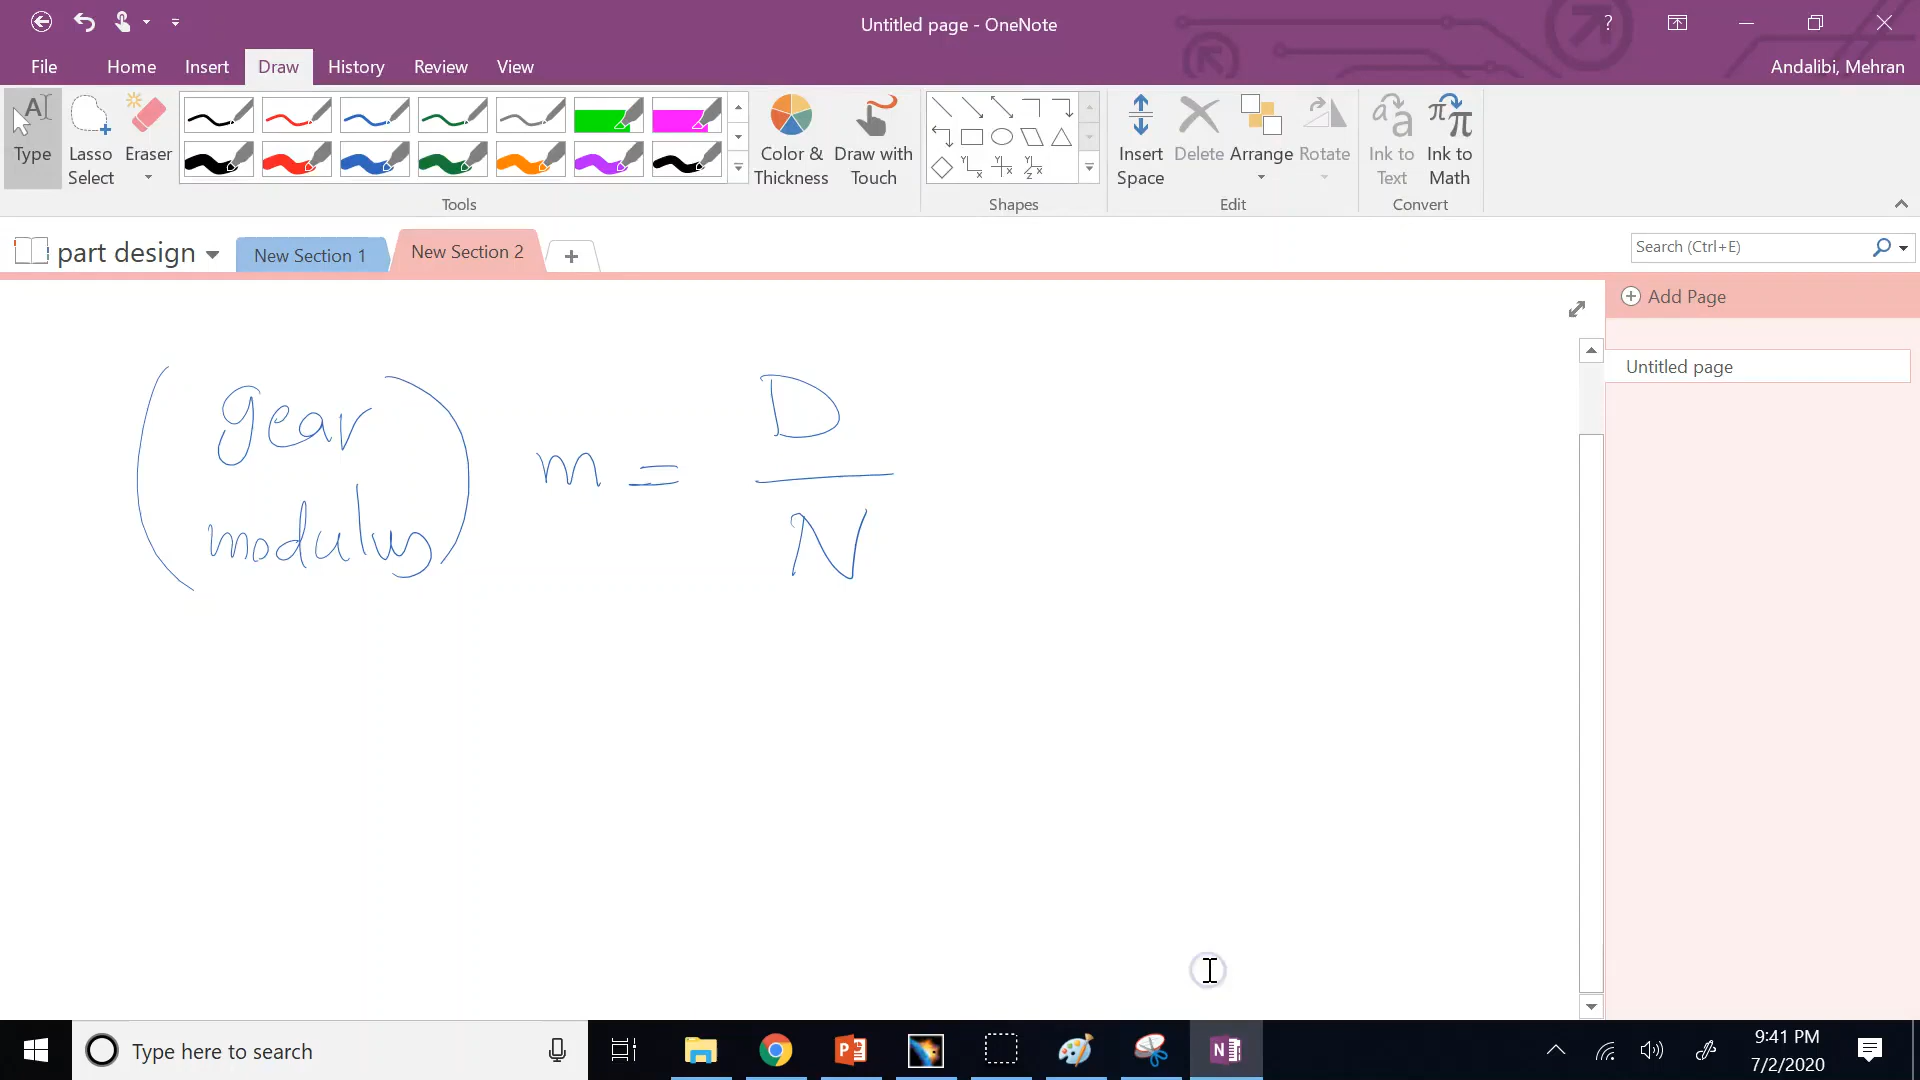 Untitled page - OneNote
?
File Home Insert Draw History Review View
Andalibi, Mehran
Type
Lasso Select
Eraser
Color & Thickness
Draw with Touch
Insert Space
Delete
Arrange
Rotate
Ink to Text
Ink to Math
Tools
Shapes
Edit
Convert
part design
New Section 1
New Section 2
+
Search (Ctrl+E)
Add Page
Untitled page
(gear modulus) m = D
N
Type here to search
9:41 PM
7/2/2020